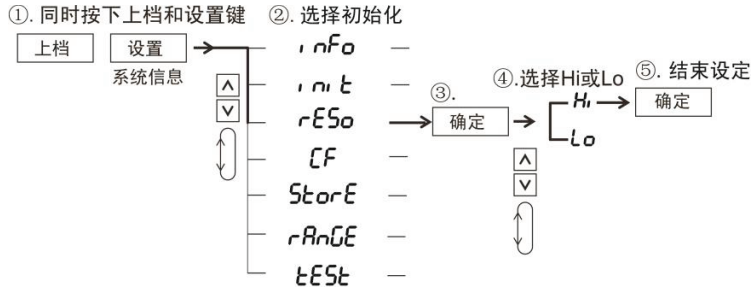 ①. 同时按下上档和设置键 ②. 选择初始化
上档 设置
系统信息
inFo
init
rESo
CF
StorE
rAnGE
tESt
③.
确定
④.选择Hi或Lo
Hi
Lo
⑤. 结束设定
确定